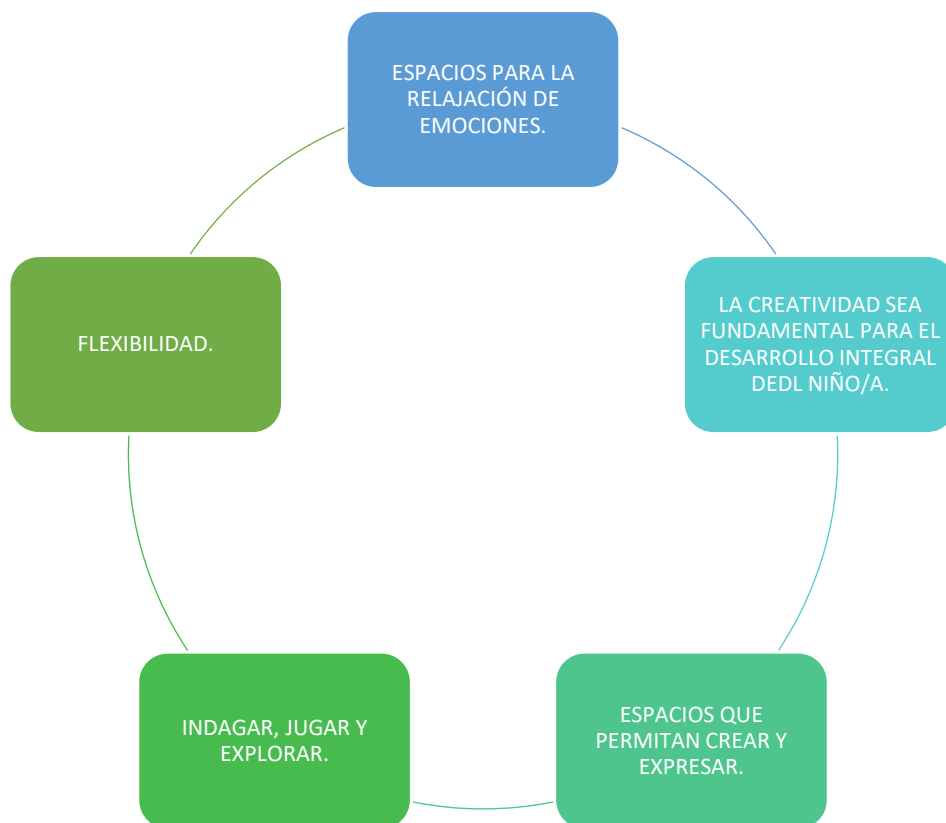 ESPACIOS PARA LA
RELAJACIÓN DE
EMOCIONES.
LA CREATIVIDAD SEA
FUNDAMENTAL PARA EL
DESARROLLO INTEGRAL
DEDL NIÑO/A.
ESPACIOS QUE
PERMITAN CREAR Y
EXPRESAR.
INDAGAR, JUGAR Y
EXPLORAR.
FLEXIBILIDAD.